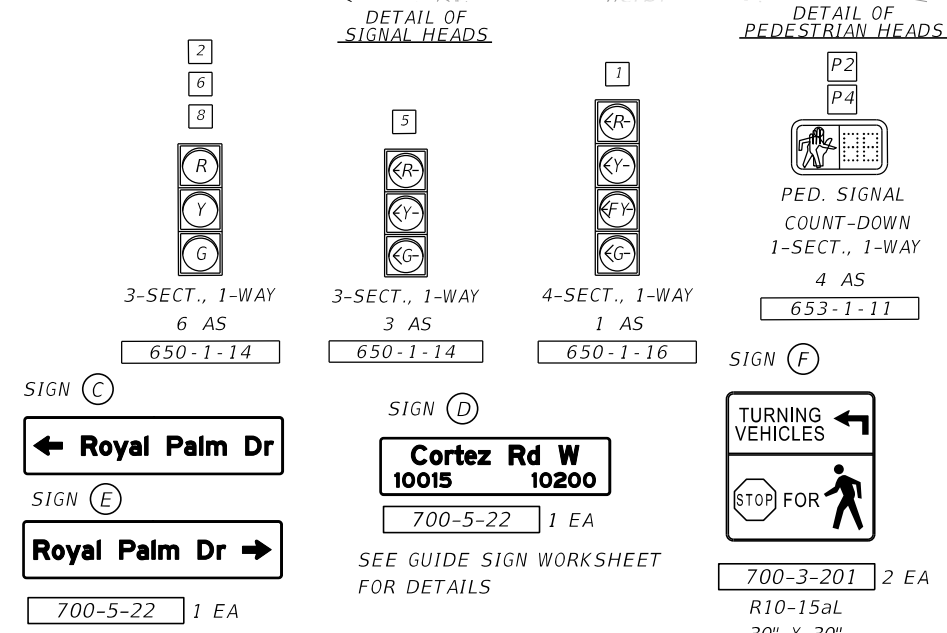 DETAIL OF
SIGNAL HEADS
DETAIL OF
PEDESTRIAN HEADS
2
6
8
R
Y
G
3-SECT., 1-WAY
6 AS
650-1-14
5
<R-
<Y-
<G-
3-SECT., 1-WAY
3 AS
650-1-14
1
<R-
<Y-
<FY-
<G-
4-SECT., 1-WAY
1 AS
650-1-16
P2
P4
PED. SIGNAL
COUNT-DOWN
1-SECT., 1-WAY
4 AS
653-1-11
SIGN C
← Royal Palm Dr
SIGN E
Royal Palm Dr →
700-5-22 1 EA
SIGN D
Cortez Rd W
10015 10200
700-5-22 1 EA
SEE GUIDE SIGN WORKSHEET
FOR DETAILS
SIGN F
TURNING
VEHICLES
STOP FOR
700-3-201 2 EA
R10-15aL
30" X 30"